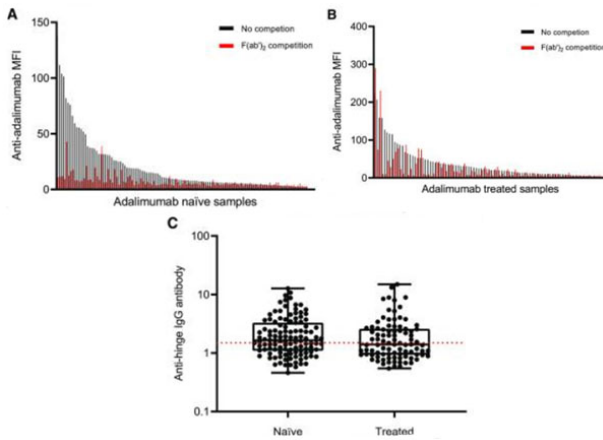 A
No competion
F(ab')2 competition
150
100
50
0
Anti-adalimumab MFI
Adalimumab naïve samples
B
No competion
F(ab')2 competition
400
300
200
100
0
Anti-adalimumab MFI
Adalimumab treated samples
C
100
10
1
0.1
Anti-hinge IgG antibody
Naïve
Treated